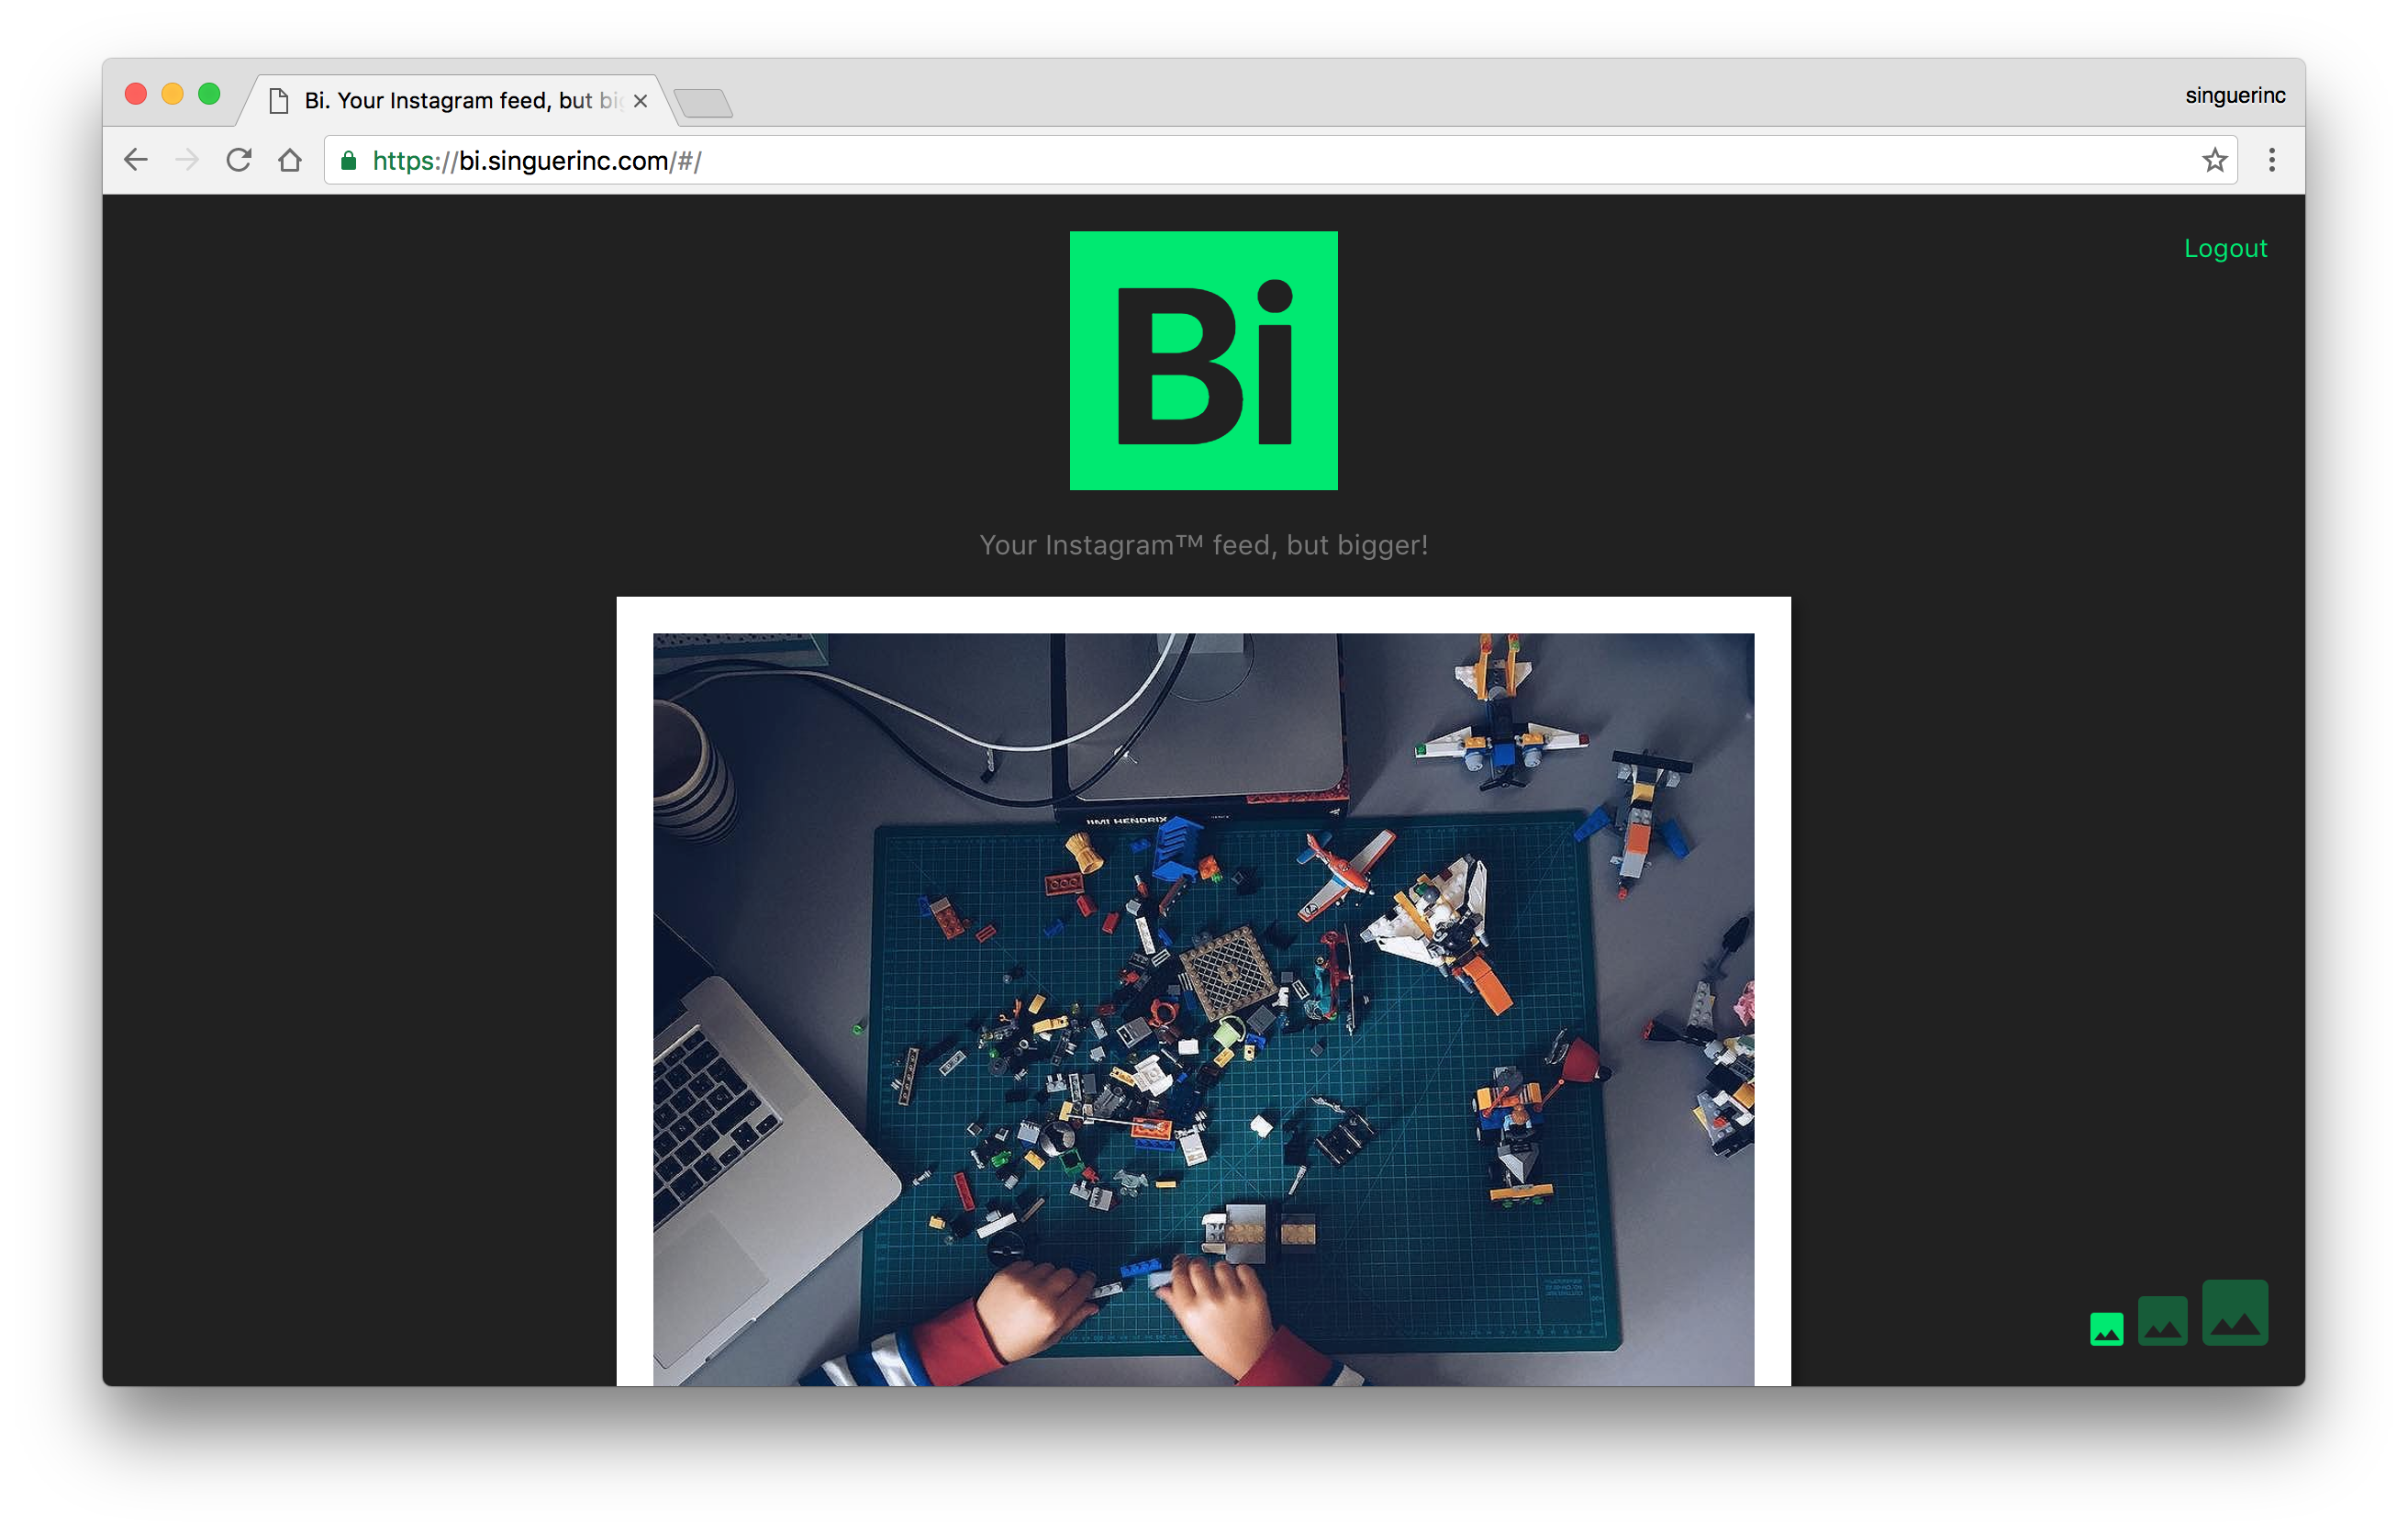 Bi. Your Instagram feed, but bi
singuerinc
https://bi.singuerinc.com/#/
Logout
Bi
Your Instagram™ feed, but bigger!
JIMI HENDRIX